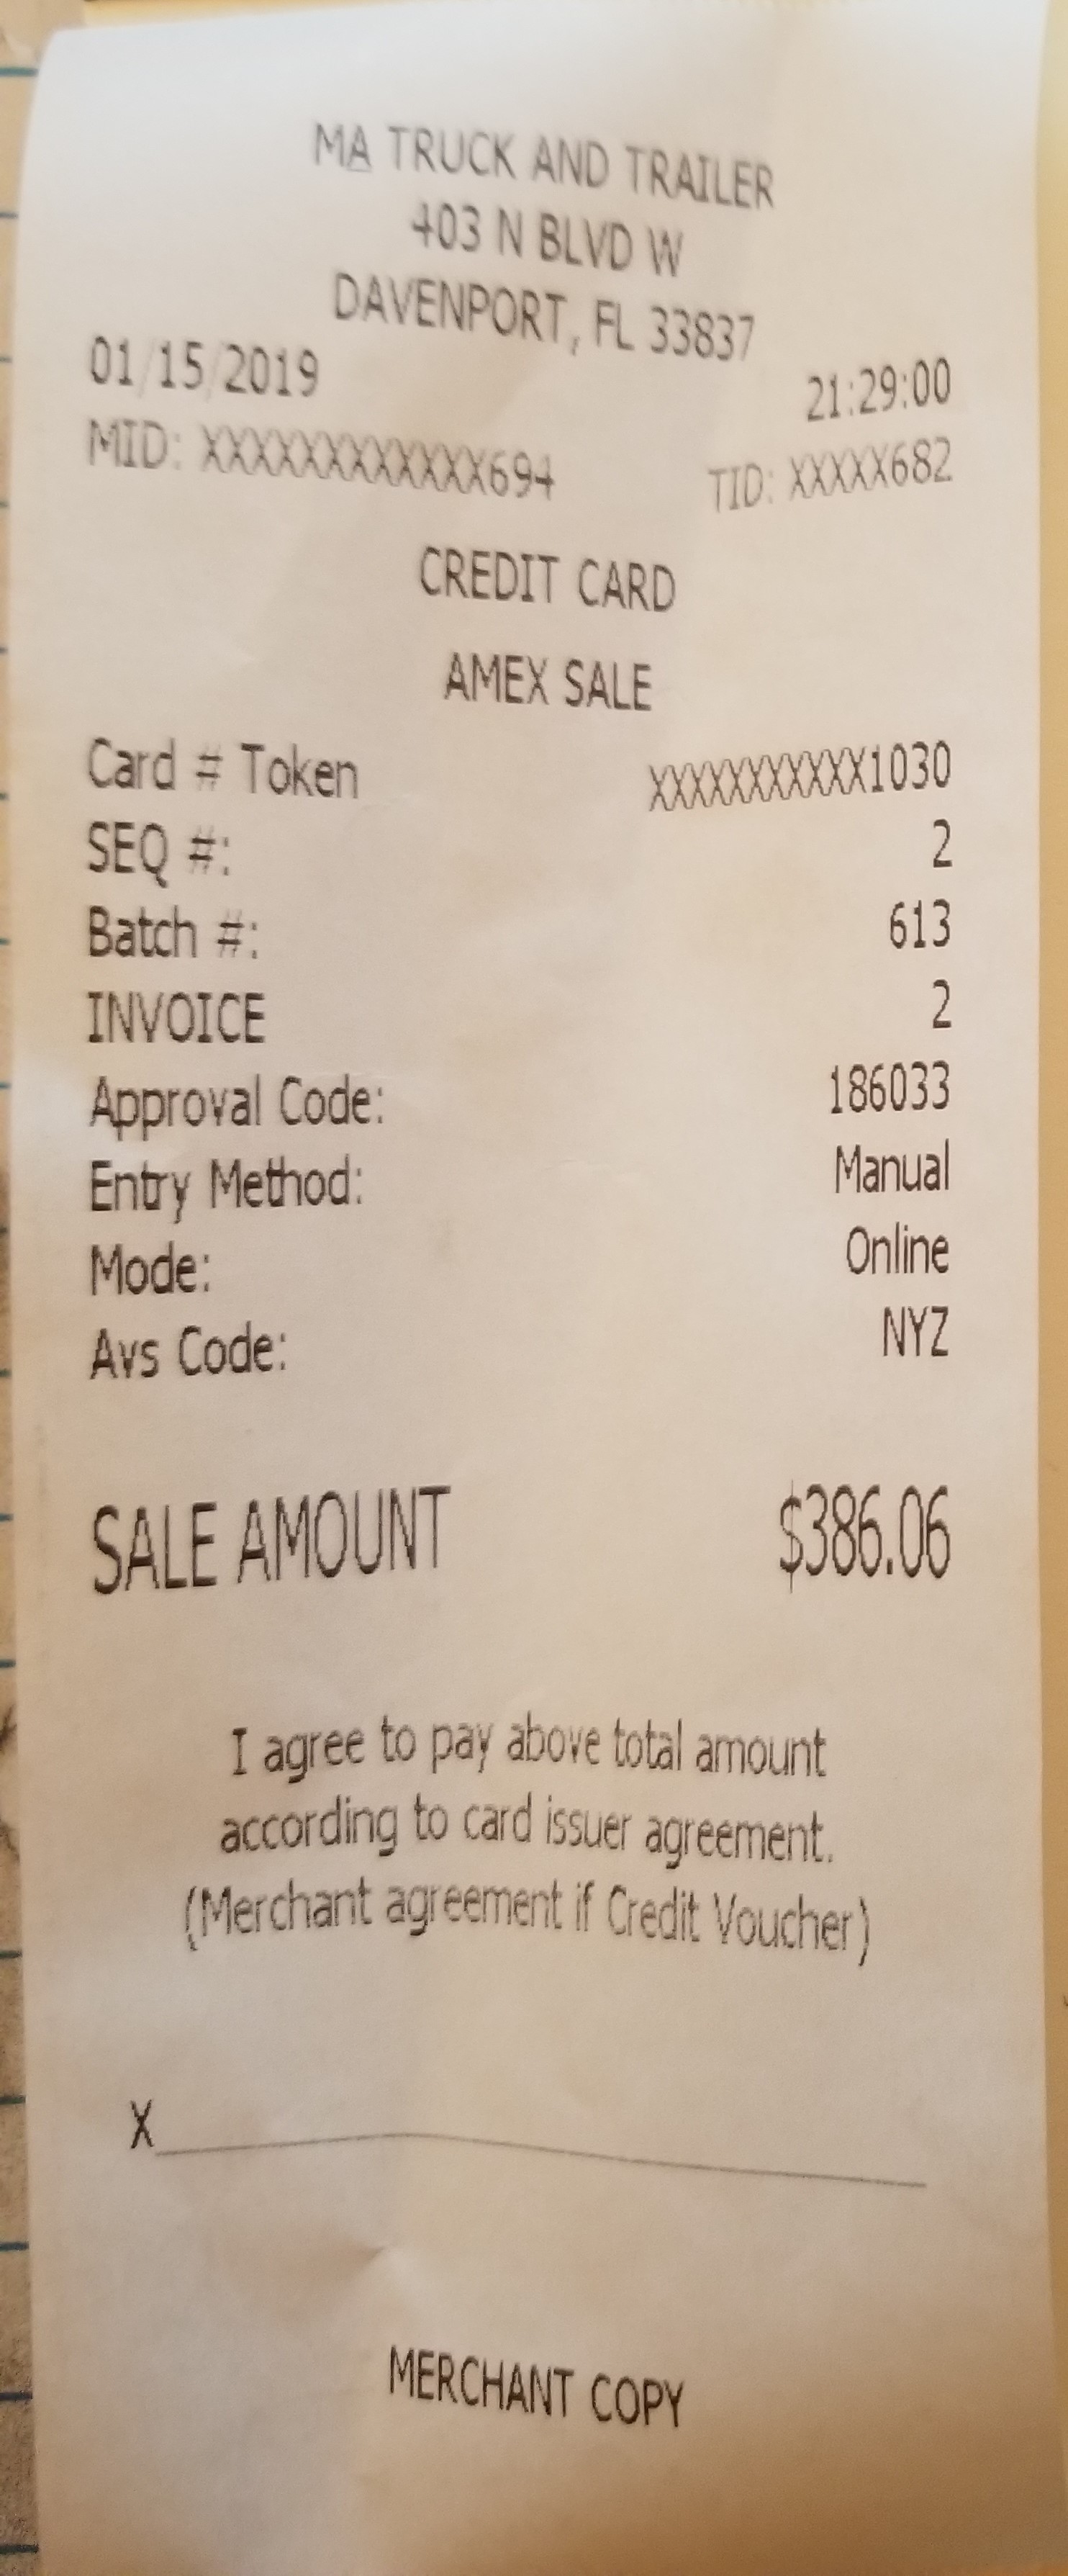 MA TRUCK AND TRAILER
403 N BLVD W
DAVENPORT, FL 33837
01/15/2019 21:29:00
MID: XXXXXXXXXXXX694 TID: XXXXX682
CREDIT CARD
AMEX SALE
Card # Token XXXXXXXXXXX1030
SEQ #: 2
Batch #: 613
INVOICE 2
Approval Code: 186033
Entry Method: Manual
Mode: Online
Avs Code: NYZ
SALE AMOUNT $386.06
I agree to pay above total amount
according to card issuer agreement.
(Merchant agreement if Credit Voucher)
X
MERCHANT COPY